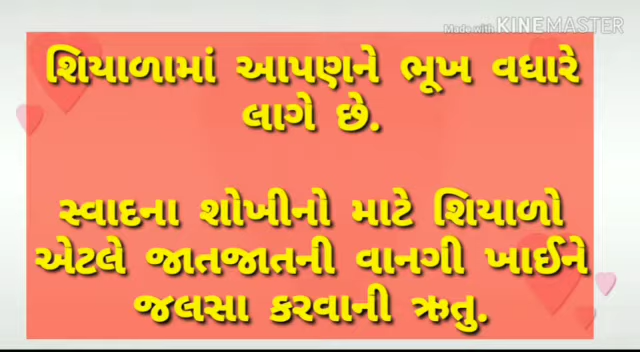 Made with KINEMASTER
શિયાળામાં આપણને ભૂખ વધારે
લાગે છે.
સ્વાદના શોખીનો માટે શિયાળો
એટલે જાતજાતની વાનગી ખાઈને
જલસા કરવાની ઋતુ.